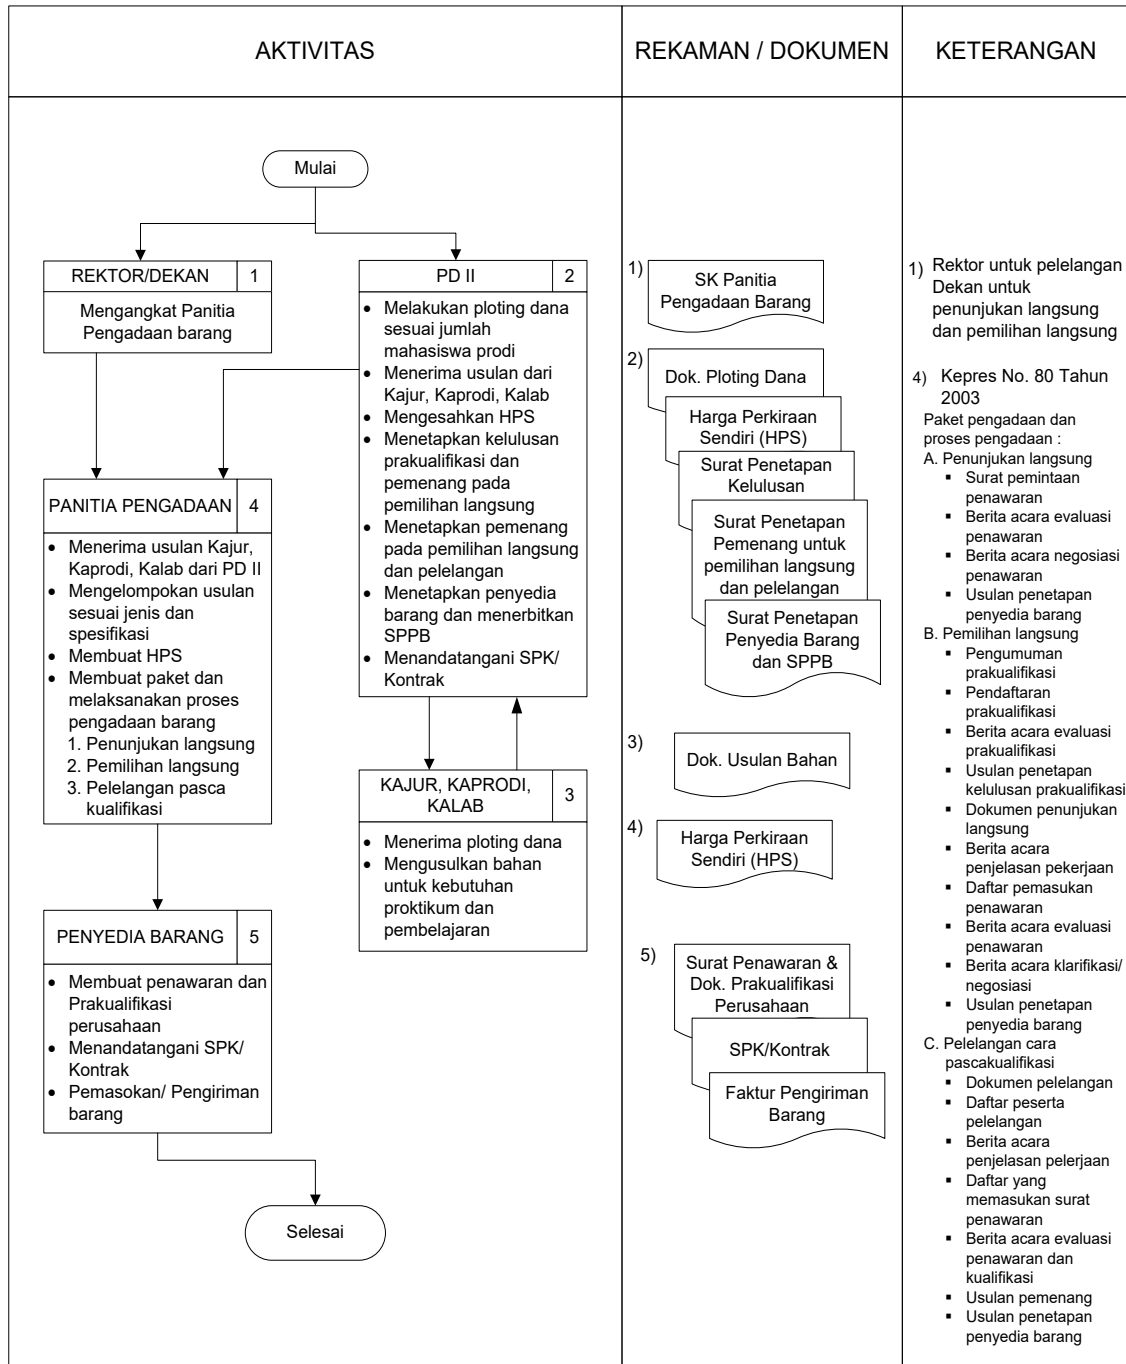 AKTIVITAS
REKAMAN / DOKUMEN
KETERANGAN
Mulai
REKTOR/DEKAN
1
Mengangkat Panitia
Pengadaan barang
PD II
2
• Melakukan ploting dana
sesuai jumlah
mahasiswa prodi
• Menerima usulan dari
Kajur, Kaprodi, Kalab
• Mengesahkan HPS
• Menetapkan kelulusan
prakualifikasi dan
pemenang pada
pemilihan langsung
• Menetapkan pemenang
pada pemilihan langsung
dan pelelangan
• Menetapkan penyedia
barang dan menerbitkan
SPPB
• Menandatangani SPK/
Kontrak
KAJUR, KAPRODI,
KALAB
3
• Menerima ploting dana
• Mengusulkan bahan
untuk kebutuhan
proktikum dan
pembelajaran
PANITIA PENGADAAN
4
• Menerima usulan Kajur,
Kaprodi, Kalab dari PD II
• Mengelompokan usulan
sesuai jenis dan
spesifikasi
• Membuat HPS
• Membuat paket dan
melaksanakan proses
pengadaan barang
1. Penunjukan langsung
2. Pemilihan langsung
3. Pelelangan pasca
kualifikasi
PENYEDIA BARANG
5
• Membuat penawaran dan
Prakualifikasi
perusahaan
• Menandatangani SPK/
Kontrak
• Pemasokan/ Pengiriman
barang
Selesai
1)
SK Panitia
Pengadaan Barang
2)
Dok. Ploting Dana
Harga Perkiraan
Sendiri (HPS)
Surat Penetapan
Kelulusan
Surat Penetapan
Pemenang untuk
pemilihan langsung
dan pelelangan
Surat Penetapan
Penyedia Barang
dan SPPB
3)
Dok. Usulan Bahan
4)
Harga Perkiraan
Sendiri (HPS)
5)
Surat Penawaran &
Dok. Prakualifikasi
Perusahaan
SPK/Kontrak
Faktur Pengiriman
Barang
1) Rektor untuk pelelangan
Dekan untuk
penunjukan langsung
dan pemilihan langsung
4) Kepres No. 80 Tahun
2003
Paket pengadaan dan
proses pengadaan :
A. Penunjukan langsung
▪ Surat pemintaan
penawaran
▪ Berita acara evaluasi
penawaran
▪ Berita acara negosiasi
penawaran
▪ Usulan penetapan
penyedia barang
B. Pemilihan langsung
▪ Pengumuman
prakualifikasi
▪ Pendaftaran
prakualifikasi
▪ Berita acara evaluasi
prakualifikasi
▪ Usulan penetapan
kelulusan prakualifikasi
▪ Dokumen penunjukan
langsung
▪ Berita acara
penjelasan pekerjaan
▪ Daftar pemasukan
penawaran
▪ Berita acara evaluasi
penawaran
▪ Berita acara klarifikasi/
negosiasi
▪ Usulan penetapan
penyedia barang
C. Pelelangan cara
pascakualifikasi
▪ Dokumen pelelangan
▪ Daftar peserta
pelelangan
▪ Berita acara
penjelasan pelerjaan
▪ Daftar yang
memasukan surat
penawaran
▪ Berita acara evaluasi
penawaran dan
kualifikasi
▪ Usulan pemenang
▪ Usulan penetapan
penyedia barang